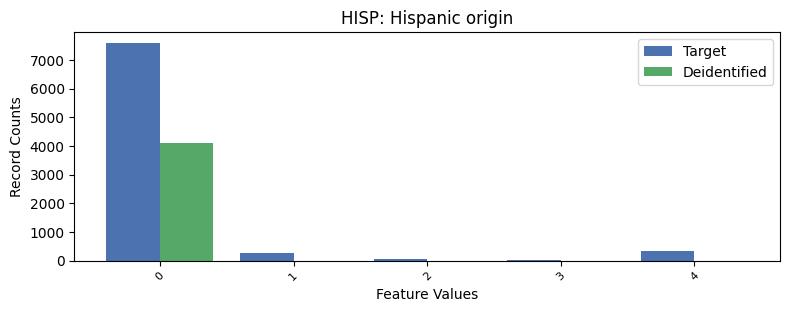 HISP: Hispanic origin
Target
Deidentified
Record Counts
7000
6000
5000
4000
3000
2000
1000
0
0 1 2 3 4
Feature Values